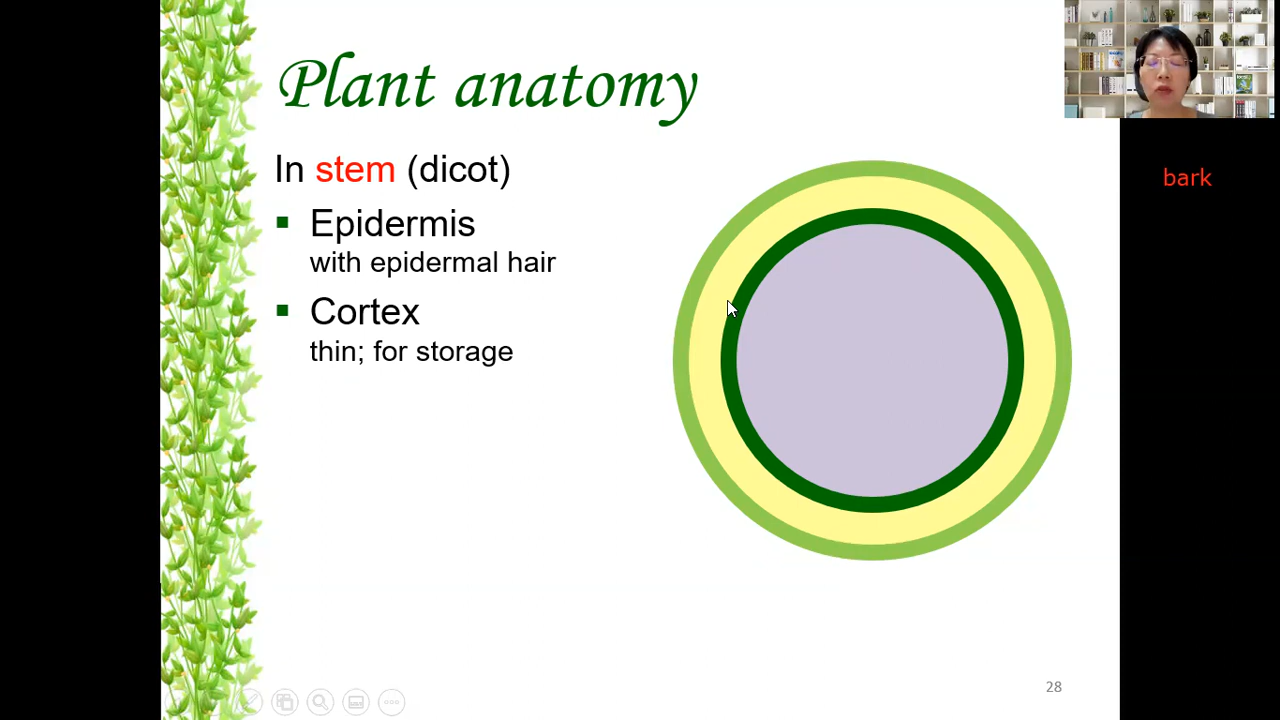 Plant anatomy
In stem (dicot)
Epidermis
with epidermal hair
Cortex
thin; for storage
bark
28